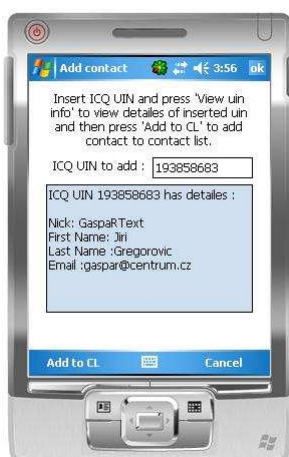 Add contact 3:56 ok
Insert ICQ UIN and press 'View uin
info' to view detailes of inserted uin
and then press 'Add to CL' to add
contact to contact list.
ICQ UIN to add : 193858683
ICQ UIN 193858683 has detailes :
Nick: GaspaRText
First Name: Jiri
Last Name :Gregorovic
Email :gaspar@centrum.cz
Add to CL Cancel